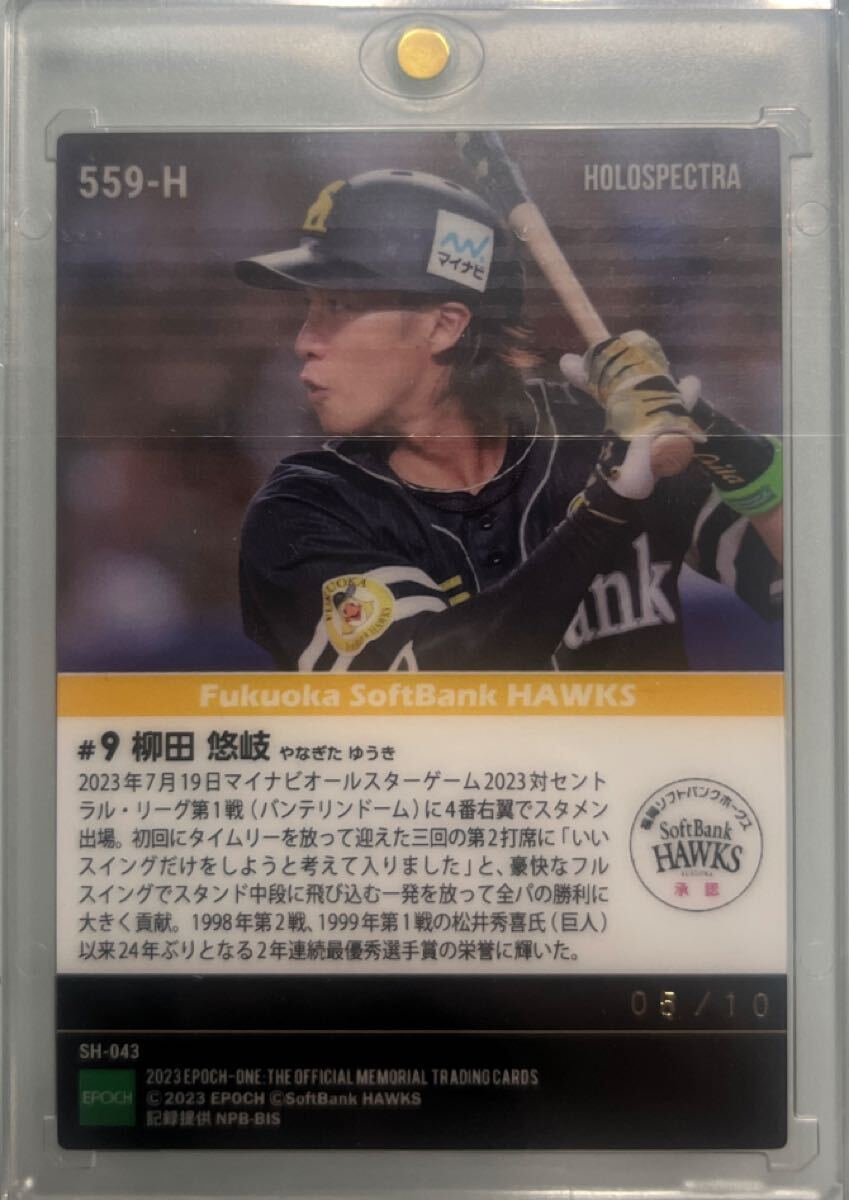 559-H
HOLOSPECTRA
マイナビ
FUKUOKA
ank
Fukuoka SoftBank HAWKS
#9 柳田 悠岐 やなぎた ゆうき
2023年7月19日マイナビオールスターゲーム2023対セント
ラル・リーグ第1戦（バンテリンドーム）に4番右翼でスタメン
出場。初回にタイムリーを放って迎えた三回の第2打席に「いい
スイングだけをしようと考えて入りました」と、豪快なフル
スイングでスタンド中段に飛び込む一発を放って全パの勝利に
大きく貢献。1998年第2戦、1999年第1戦の松井秀喜氏（巨人）
以来24年ぶりとなる2年連続最優秀選手賞の栄誉に輝いた。
福岡ソフトバンクホークス
SoftBank
HAWKS
FUKUOKA
承認
05/10
SH-043
EPOCH
2023 EPOCH-ONE:THE OFFICIAL MEMORIAL TRADING CARDS
©2023 EPOCH ©SoftBank HAWKS
記録提供 NPB-BIS